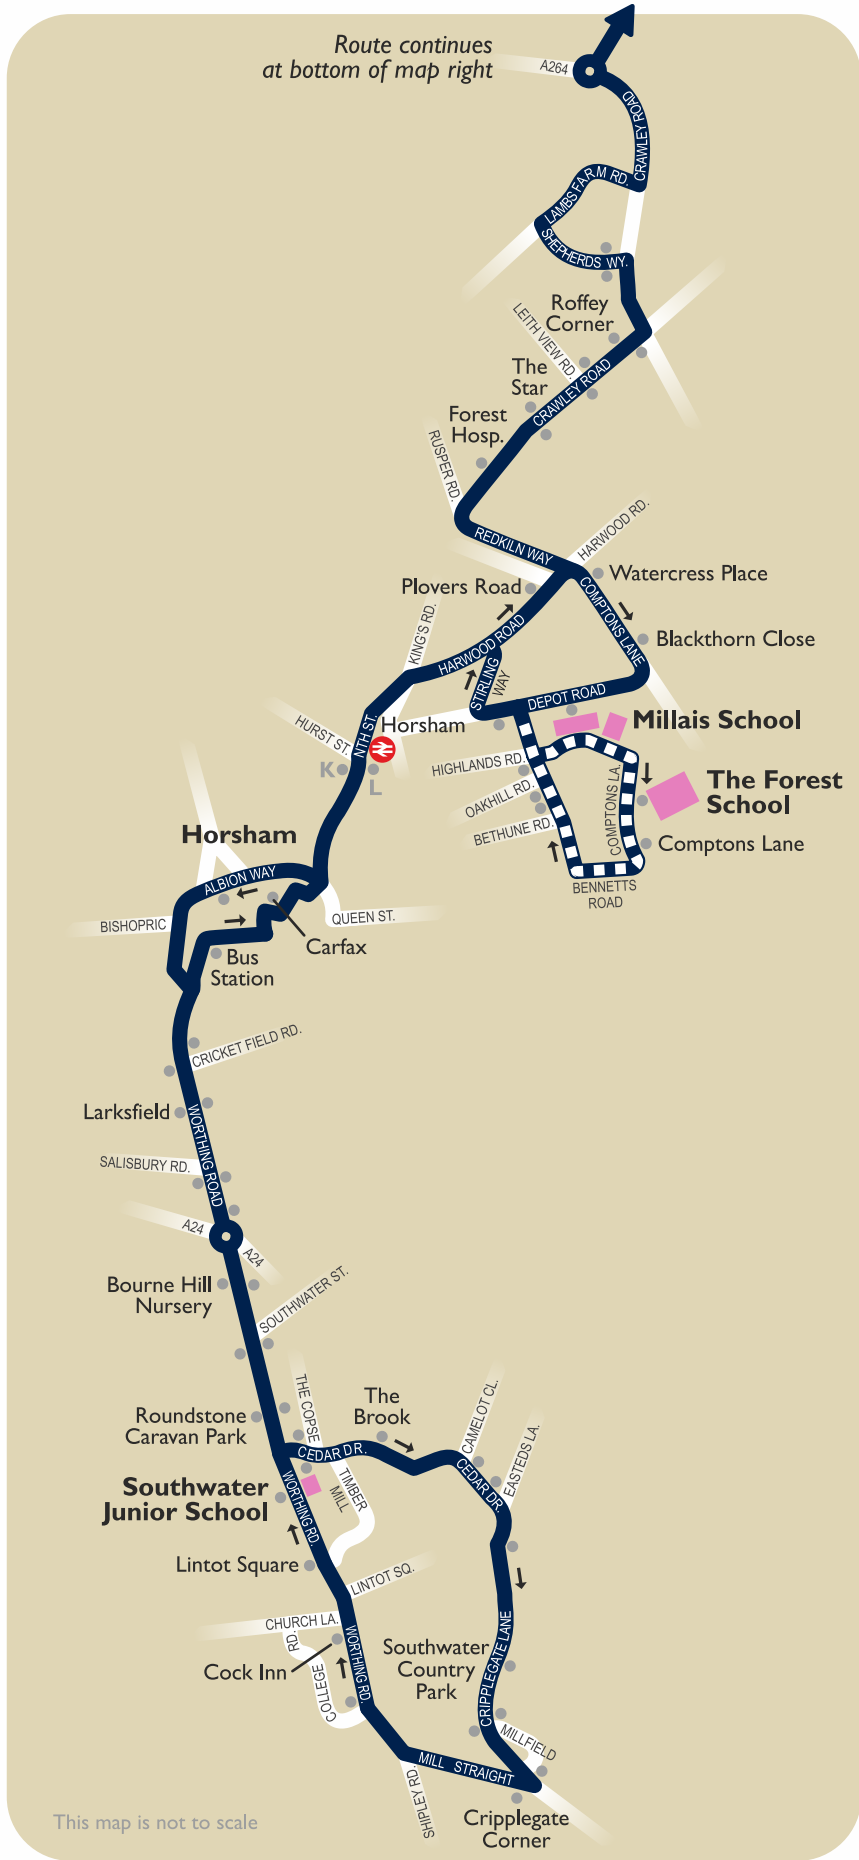 Route continues
at bottom of map right
A264
CRAWLEY ROAD
LAMBS FARM RD.
SHEPHERDS WY.
Roffey
Corner
LEITH VIEW RD.
The
Star
CRAWLEY ROAD
Forest
Hosp.
RUSPER RD.
REDKILN WAY
HARWOOD RD.
Watercress Place
Plovers Road
COMPTONS LANE
KING'S RD.
HARWOOD ROAD
Blackthorn Close
STIRLING
WAY
DEPOT ROAD
Millais School
HURST ST.
NTH ST.
Horsham
K
L
HIGHLANDS RD.
OAKHILL RD.
BETHUNE RD.
COMPTONS LA.
The Forest
School
Comptons Lane
BENNETTS
ROAD
Horsham
ALBION WAY
BISHOPRIC
QUEEN ST.
Carfax
Bus
Station
CRICKET FIELD RD.
Larksfield
WORTHING ROAD
SALISBURY RD.
A24
A24
Bourne Hill
Nursery
SOUTHWATER ST.
THE COPSE
The
Brook
CAMELOT CL.
Roundstone
Caravan Park
CEDAR DR.
EASTEDS LA.
CEDAR DR.
TIMBER
MILL
Southwater
Junior School
WORTHING RD.
Lintot Square
LINTOT SQ.
CHURCH LA.
WORTHING RD.
Cock Inn
COLLEGE
RD.
Southwater
Country
Park
CRIPPLEGATE LANE
MILLFIELD
MILL STRAIGHT
SHIPLEY RD.
Cripplegate
Corner
This map is not to scale